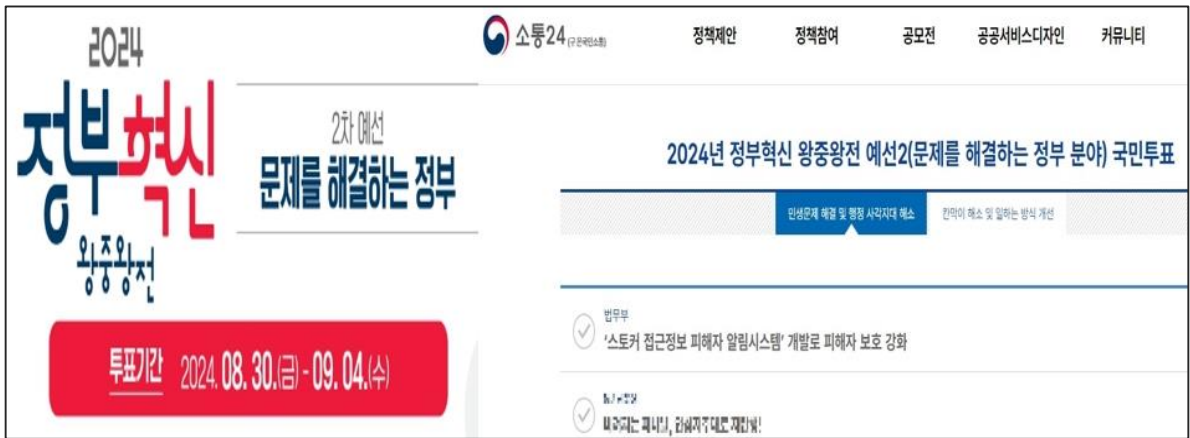 2024
정부혁신
왕중왕전
2차 예선
문제를 해결하는 정부
투표기간 2024. 08. 30.(금) - 09. 04.(수)
소통24 (구 온국민소통)
정책제안 정책참여 공모전 공공서비스디자인 커뮤니티
2024년 정부혁신 왕중왕전 예선2(문제를 해결하는 정부 분야) 국민투표
민생문제 해결 및 행정 사각지대 해소 칸막이 해소 및 일하는 방식 개선
법무부
'스토커 접근정보 피해자 알림시스템' 개발로 피해자 보호 강화